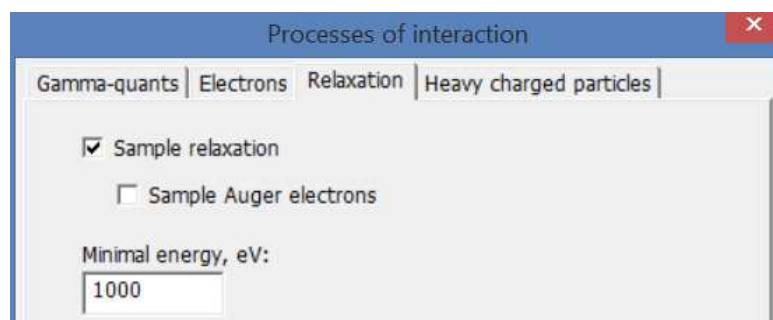 Processes of interaction
Gamma-quants Electrons Relaxation Heavy charged particles
Sample relaxation
Sample Auger electrons
Minimal energy, eV:
1000